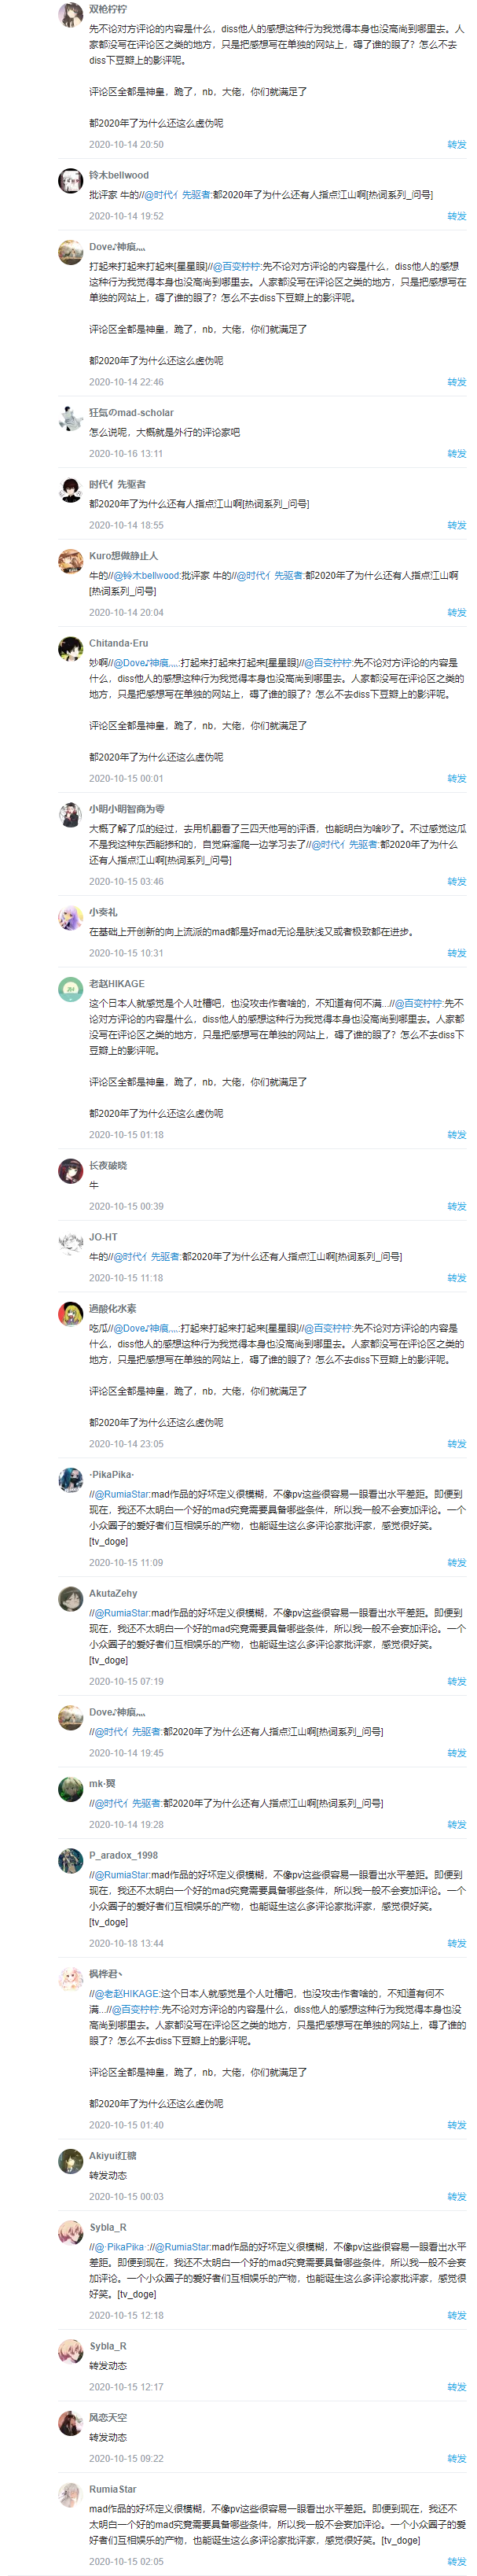 双枪柠柠
先不论对方评论的内容是什么，diss他人的感想这种行为我觉得本身也没高尚到哪里去。人
家都没写在评论区之类的地方，只是把感想写在单独的网站上，碍了谁的眼了？怎么不去
diss下豆瓣上的影评呢。
评论区全都是神皇，跪了，nb，大佬，你们就满足了
都2020年了为什么还这么虚伪呢
2020-10-14 20:50
转发
铃木bellwood
批评家 牛的//@时代亻先驱者:都2020年了为什么还有人指点江山啊[热词系列_问号]
2020-10-14 19:52
转发
Dove♪神痕灬
打起来打起来打起来[星星眼]//@百变柠柠:先不论对方评论的内容是什么，diss他人的感想
这种行为我觉得本身也没高尚到哪里去。人家都没写在评论区之类的地方，只是把感想写在
单独的网站上，碍了谁的眼了？怎么不去diss下豆瓣上的影评呢。
评论区全都是神皇，跪了，nb，大佬，你们就满足了
都2020年了为什么还这么虚伪呢
2020-10-14 22:46
转发
狂気のmad-scholar
怎么说呢，大概就是外行的评论家吧
2020-10-16 13:11
转发
时代亻先驱者
都2020年了为什么还有人指点江山啊[热词系列_问号]
2020-10-14 18:55
转发
Kuro想做静止人
牛的//@铃木bellwood:批评家 牛的//@时代亻先驱者:都2020年了为什么还有人指点江山啊
[热词系列_问号]
2020-10-14 20:04
转发
Chitanda·Eru
妙啊//@Dove♪神痕灬:打起来打起来打起来[星星眼]//@百变柠柠:先不论对方评论的内容是
什么，diss他人的感想这种行为我觉得本身也没高尚到哪里去。人家都没写在评论区之类的
地方，只是把感想写在单独的网站上，碍了谁的眼了？怎么不去diss下豆瓣上的影评呢。
评论区全都是神皇，跪了，nb，大佬，你们就满足了
都2020年了为什么还这么虚伪呢
2020-10-15 00:01
转发
小明小明智商为零
大概了解了瓜的经过，去用机翻看了三四天他写的评语，也能明白为啥吵了。不过感觉这瓜
不是我这种东西能掺和的，自觉麻溜爬一边学习去了//@时代亻先驱者:都2020年了为什么
还有人指点江山啊[热词系列_问号]
2020-10-15 03:46
转发
小奏礼
在基础上开创新的向上流派的mad都是好mad无论是肤浅又或者极致都在进步。
2020-10-15 10:31
转发
老赵HIKAGE
这个日本人就感觉是个人吐槽吧，也没攻击作者啥的，不知道有何不满...//@百变柠柠:先不
论对方评论的内容是什么，diss他人的感想这种行为我觉得本身也没高尚到哪里去。人家都
没写在评论区之类的地方，只是把感想写在单独的网站上，碍了谁的眼了？怎么不去diss下
豆瓣上的影评呢。
评论区全都是神皇，跪了，nb，大佬，你们就满足了
都2020年了为什么还这么虚伪呢
2020-10-15 01:18
转发
长夜破晓
牛
2020-10-15 00:39
转发
JO-HT
牛的//@时代亻先驱者:都2020年了为什么还有人指点江山啊[热词系列_问号]
2020-10-15 11:18
转发
過酸化水素
吃瓜//@Dove♪神痕灬:打起来打起来打起来[星星眼]//@百变柠柠:先不论对方评论的内容是
什么，diss他人的感想这种行为我觉得本身也没高尚到哪里去。人家都没写在评论区之类的
地方，只是把感想写在单独的网站上，碍了谁的眼了？怎么不去diss下豆瓣上的影评呢。
评论区全都是神皇，跪了，nb，大佬，你们就满足了
都2020年了为什么还这么虚伪呢
2020-10-14 23:05
转发
·PikaPika·
//@RumiaStar:mad作品的好坏定义很模糊，不像pv这些很容易一眼看出水平差距。即便到
现在，我还不太明白一个好的mad究竟需要具备哪些条件，所以我一般不会妄加评论。一个
小众圈子的爱好者们互相娱乐的产物，也能诞生这么多评论家批评家，感觉很好笑。
[tv_doge]
2020-10-15 11:09
转发
AkutaZehy
//@RumiaStar:mad作品的好坏定义很模糊，不像pv这些很容易一眼看出水平差距。即便到
现在，我还不太明白一个好的mad究竟需要具备哪些条件，所以我一般不会妄加评论。一个
小众圈子的爱好者们互相娱乐的产物，也能诞生这么多评论家批评家，感觉很好笑。
[tv_doge]
2020-10-15 07:19
转发
Dove♪神痕灬
//@时代亻先驱者:都2020年了为什么还有人指点江山啊[热词系列_问号]
2020-10-14 19:45
转发
mk·巭
//@时代亻先驱者:都2020年了为什么还有人指点江山啊[热词系列_问号]
2020-10-14 19:28
转发
P_aradox_1998
//@RumiaStar:mad作品的好坏定义很模糊，不像pv这些很容易一眼看出水平差距。即便到
现在，我还不太明白一个好的mad究竟需要具备哪些条件，所以我一般不会妄加评论。一个
小众圈子的爱好者们互相娱乐的产物，也能诞生这么多评论家批评家，感觉很好笑。
[tv_doge]
2020-10-18 13:44
转发
枫桦君丶
//@老赵HIKAGE:这个日本人就感觉是个人吐槽吧，也没攻击作者啥的，不知道有何不
满...//@百变柠柠:先不论对方评论的内容是什么，diss他人的感想这种行为我觉得本身也没
高尚到哪里去。人家都没写在评论区之类的地方，只是把感想写在单独的网站上，碍了谁的
眼了？怎么不去diss下豆瓣上的影评呢。
评论区全都是神皇，跪了，nb，大佬，你们就满足了
都2020年了为什么还这么虚伪呢
2020-10-15 01:40
转发
Akiyui红糖
转发动态
2020-10-15 00:03
转发
Sybla_R
//@·PikaPika·://@RumiaStar:mad作品的好坏定义很模糊，不像pv这些很容易一眼看出水平
差距。即便到现在，我还不太明白一个好的mad究竟需要具备哪些条件，所以我一般不会妄
加评论。一个小众圈子的爱好者们互相娱乐的产物，也能诞生这么多评论家批评家，感觉很
好笑。[tv_doge]
2020-10-15 12:18
转发
Sybla_R
转发动态
2020-10-15 12:17
转发
风恋天空
转发动态
2020-10-15 09:22
转发
RumiaStar
mad作品的好坏定义很模糊，不像pv这些很容易一眼看出水平差距。即便到现在，我还不
太明白一个好的mad究竟需要具备哪些条件，所以我一般不会妄加评论。一个小众圈子的爱
好者们互相娱乐的产物，也能诞生这么多评论家批评家，感觉很好笑。[tv_doge]
2020-10-15 02:05
转发